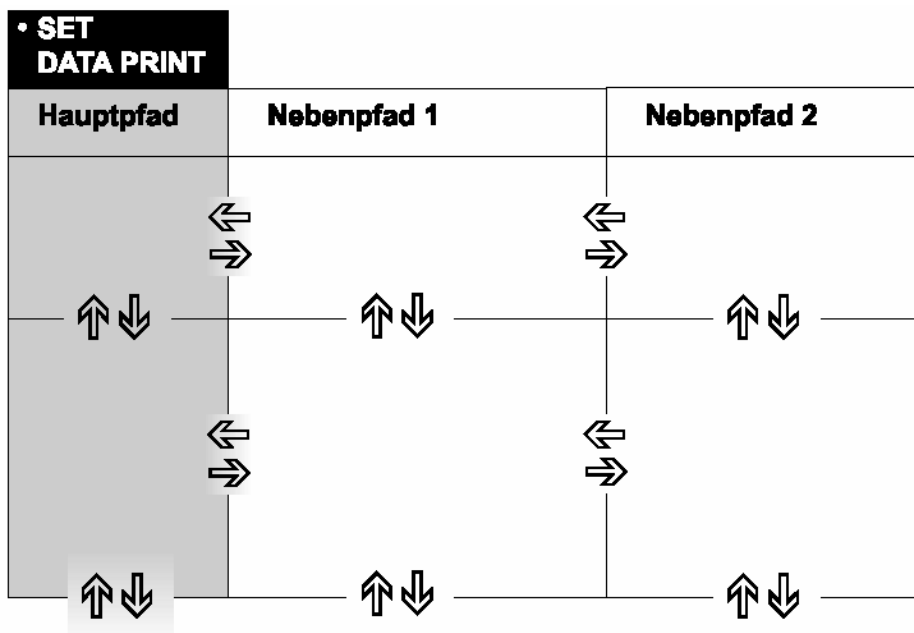 • SET
DATA PRINT
Hauptpfad
Nebenpfad 1
Nebenpfad 2